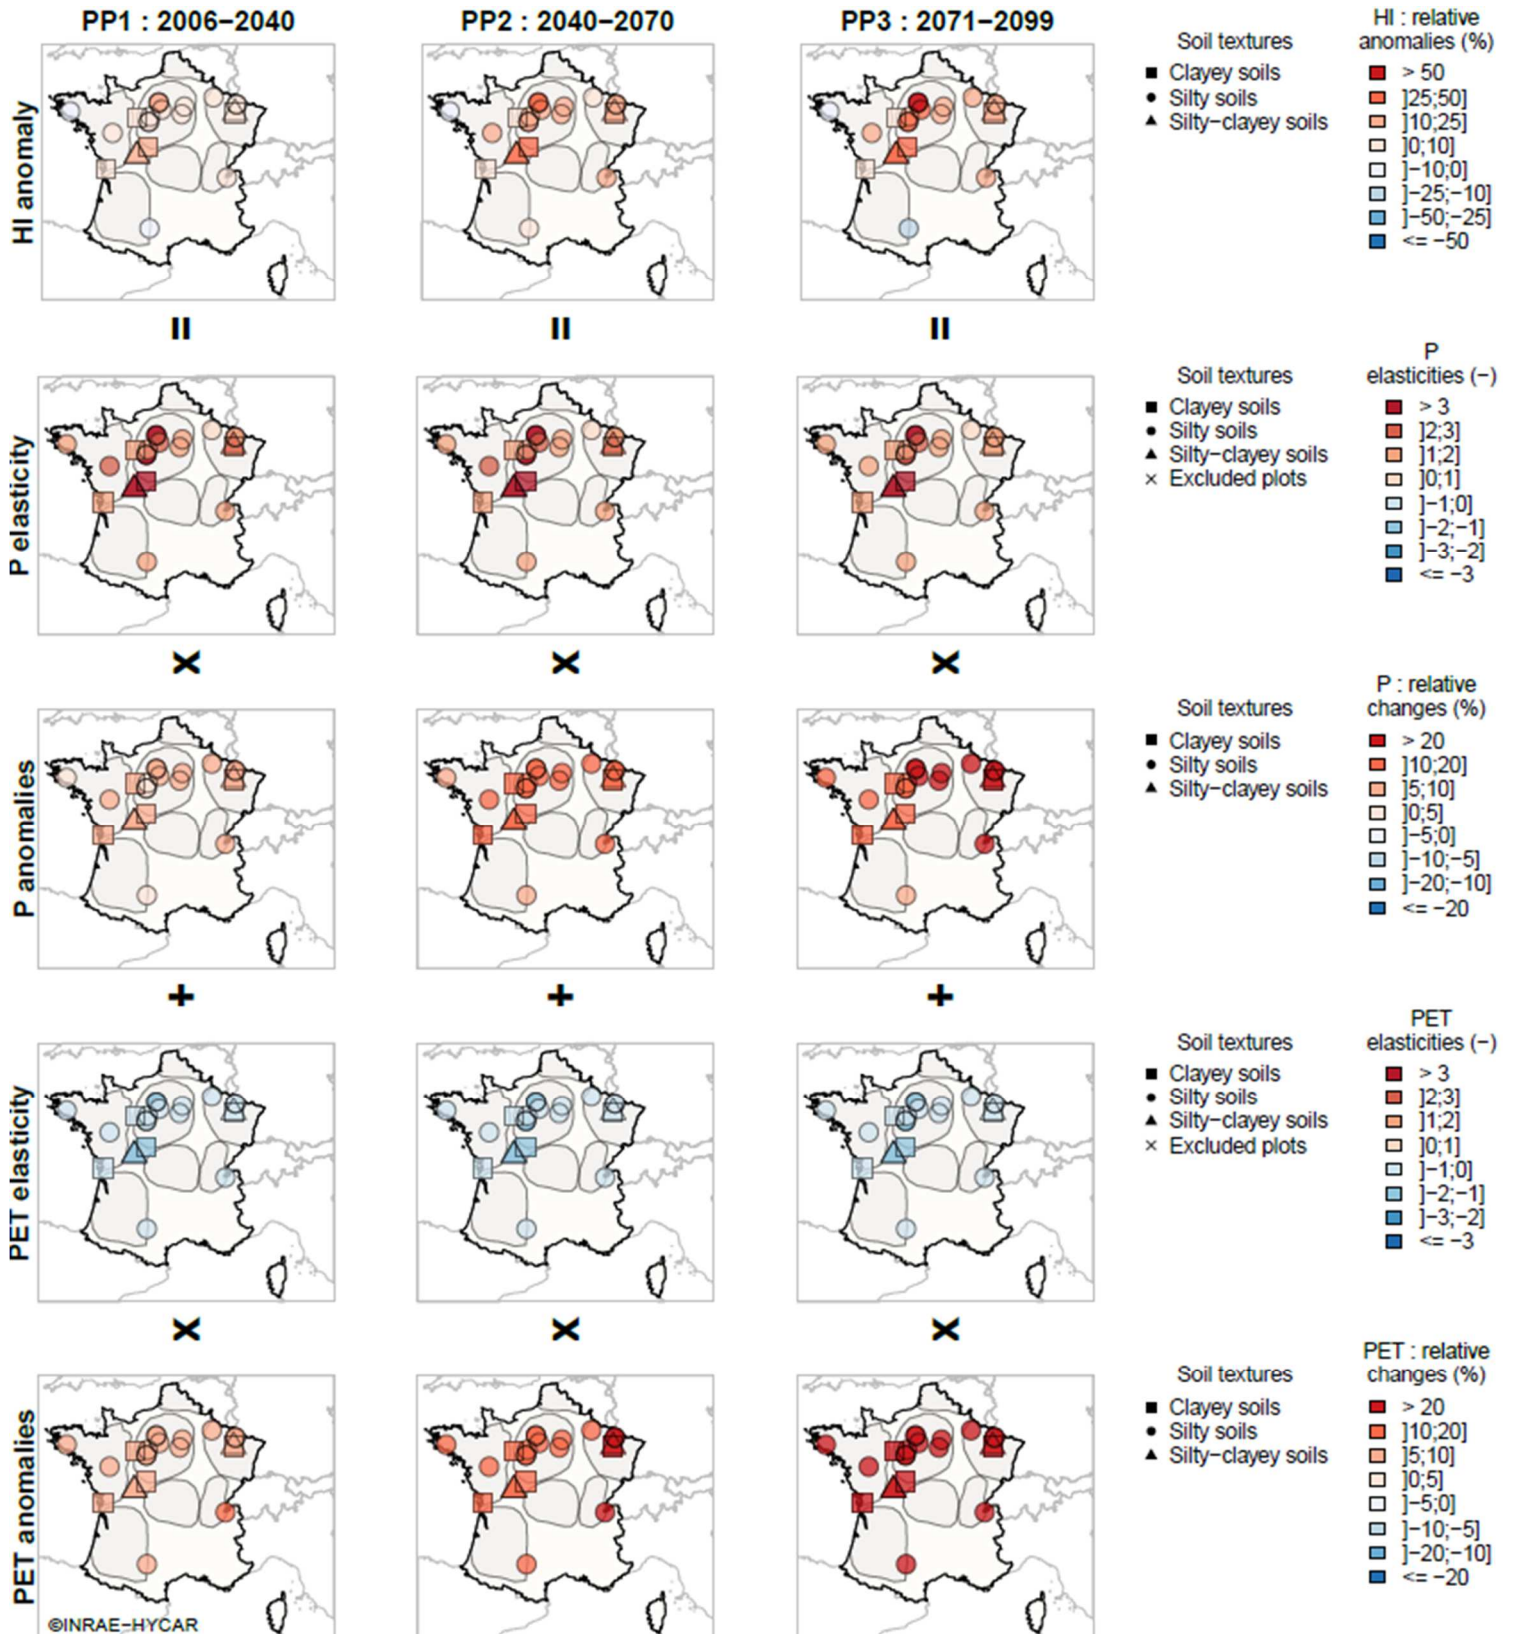 PP1 : 2006−2040
PP2 : 2040−2070
PP3 : 2071−2099
HI anomaly
Soil textures
Clayey soils
Silty soils
Silty−clayey soils
HI : relative
anomalies (%)
> 50
]25;50]
]10;25]
]0;10]
]−10;0]
]−25;−10]
]−50;−25]
<= −50
=
=
=
P elasticity
Soil textures
Clayey soils
Silty soils
Silty−clayey soils
× Excluded plots
P
elasticities (−)
> 3
]2;3]
]1;2]
]0;1]
]−1;0]
]−2;−1]
]−3;−2]
<= −3
x
x
x
P anomalies
Soil textures
Clayey soils
Silty soils
Silty−clayey soils
P : relative
changes (%)
> 20
]10;20]
]5;10]
]0;5]
]−5;0]
]−10;−5]
]−20;−10]
<= −20
+
+
+
PET elasticity
Soil textures
Clayey soils
Silty soils
Silty−clayey soils
× Excluded plots
PET
elasticities (−)
> 3
]2;3]
]1;2]
]0;1]
]−1;0]
]−2;−1]
]−3;−2]
<= −3
x
x
x
PET anomalies
Soil textures
Clayey soils
Silty soils
Silty−clayey soils
PET : relative
changes (%)
> 20
]10;20]
]5;10]
]0;5]
]−5;0]
]−10;−5]
]−20;−10]
<= −20
©INRAE−HYCAR